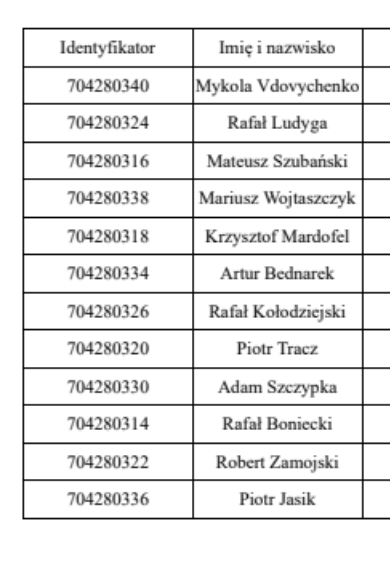 Identyfikator Imię i nazwisko
704280340 Mykola Vdovychenko
704280324 Rafał Ludyga
704280316 Mateusz Szubański
704280338 Mariusz Wojtaszczyk
704280318 Krzysztof Mardofel
704280334 Artur Bednarek
704280326 Rafał Kołodziejski
704280320 Piotr Tracz
704280330 Adam Szczypka
704280314 Rafał Boniecki
704280322 Robert Zamojski
704280336 Piotr Jasik